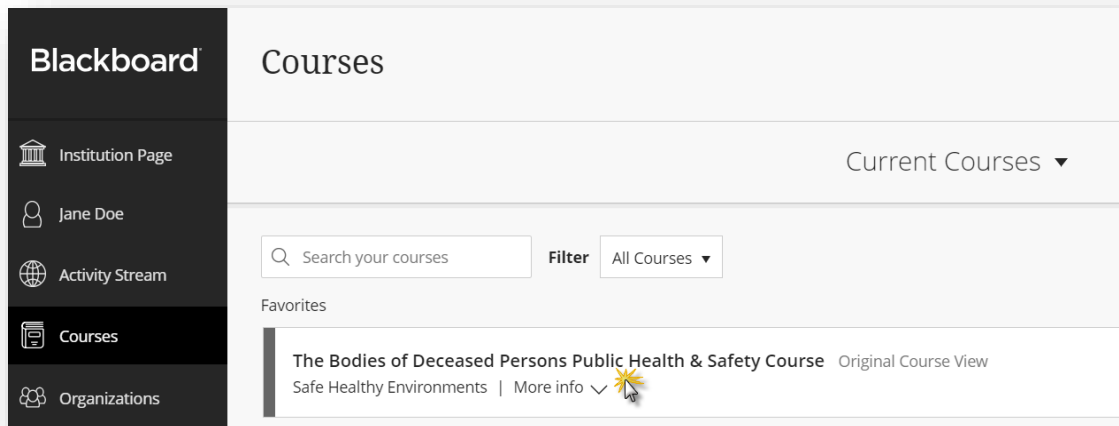 Blackboard
Courses
Institution Page
Current Courses
Jane Doe
Search your courses Filter All Courses
Activity Stream
Favorites
Courses
The Bodies of Deceased Persons Public Health & Safety Course Original Course View
Safe Healthy Environments | More info
Organizations